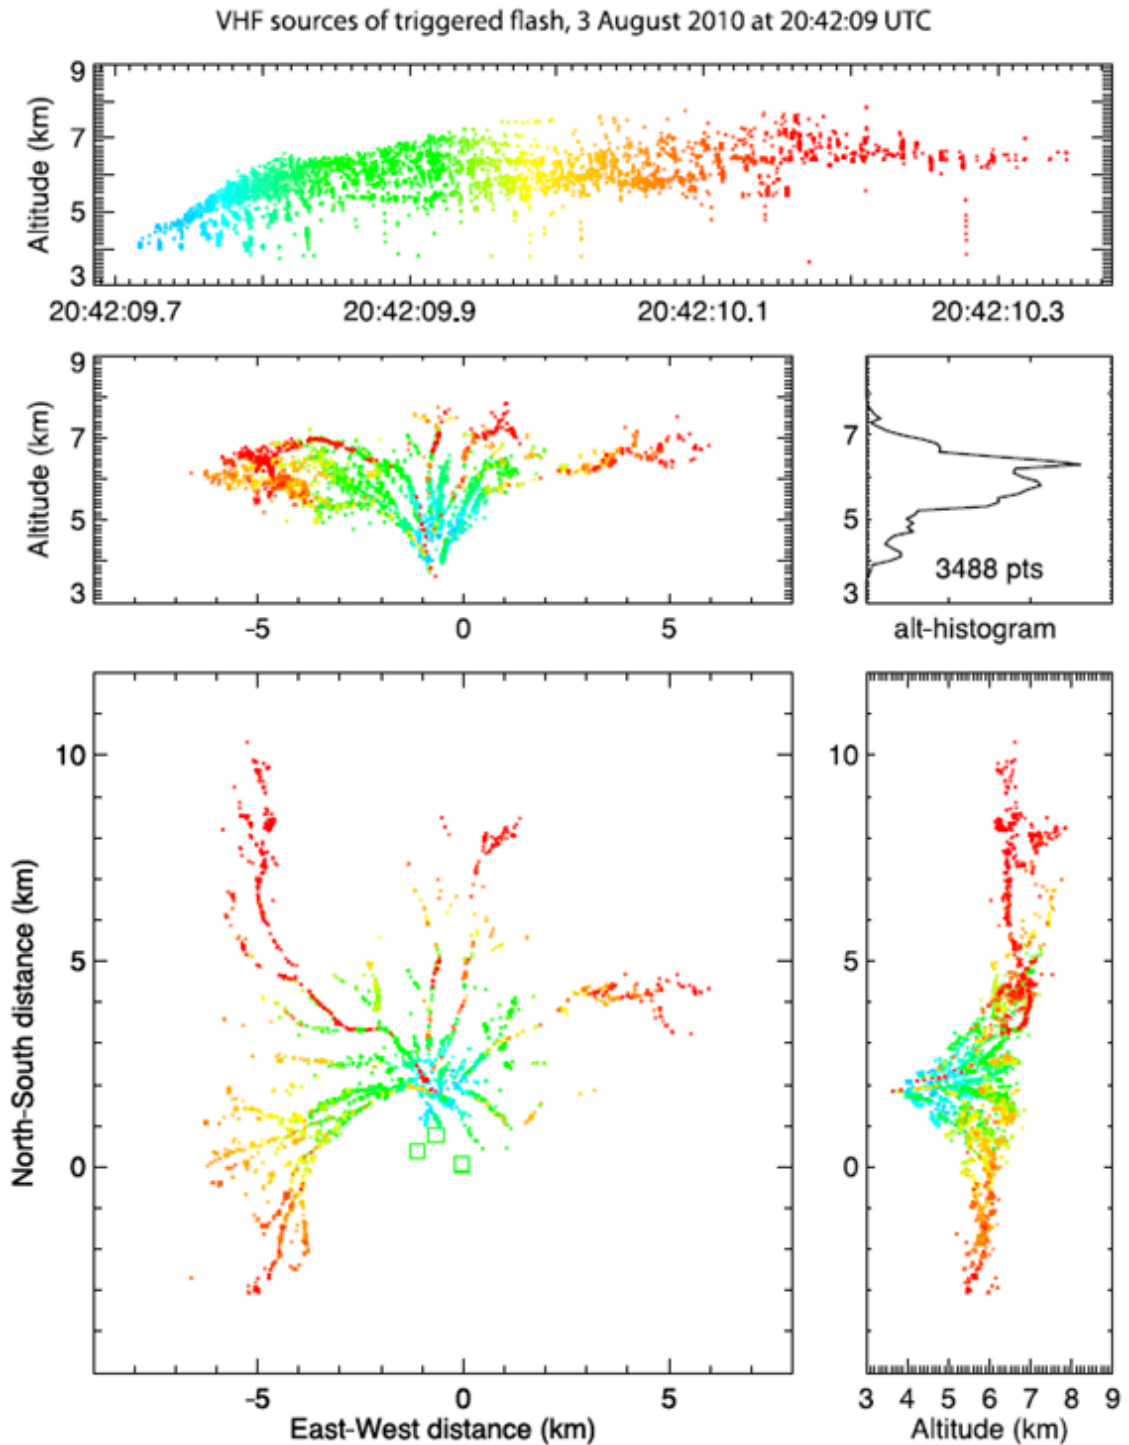 VHF sources of triggered flash, 3 August 2010 at 20:42:09 UTC
9
7
5
3
Altitude (km)
20:42:09.7 20:42:09.9 20:42:10.1 20:42:10.3
9
7
5
3
Altitude (km)
-5 0 5
7
5
3
3488 pts
alt-histogram
10
5
0
North-South distance (km)
-5 0 5
East-West distance (km)
3 4 5 6 7 8 9
Altitude (km)